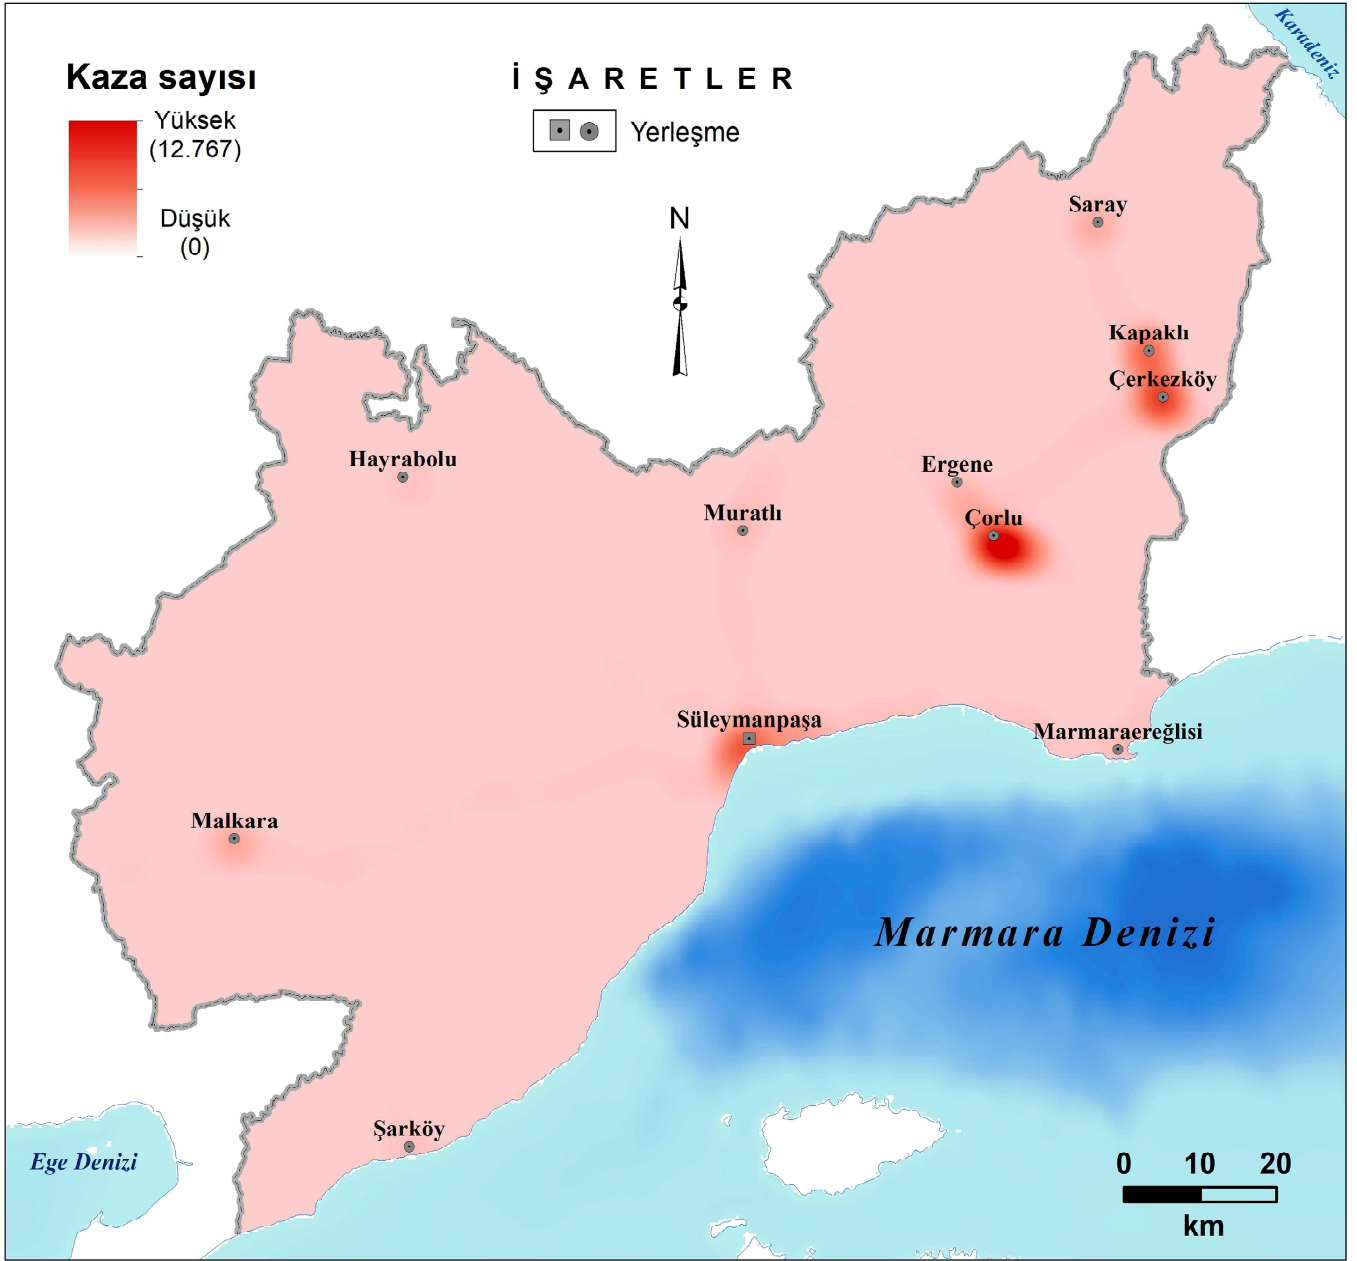 Karadeniz
Kaza sayısı
Yüksek
(12.767)
Düşük
(0)
İŞARETLER
Yerleşme
N
Saray
Kapaklı
Çerkezköy
Hayrabolu
Ergene
Muratlı
Çorlu
Süleymanpaşa
Marmaraereğlisi
Malkara
Marmara Denizi
Şarköy
Ege Denizi
0 10 20
km